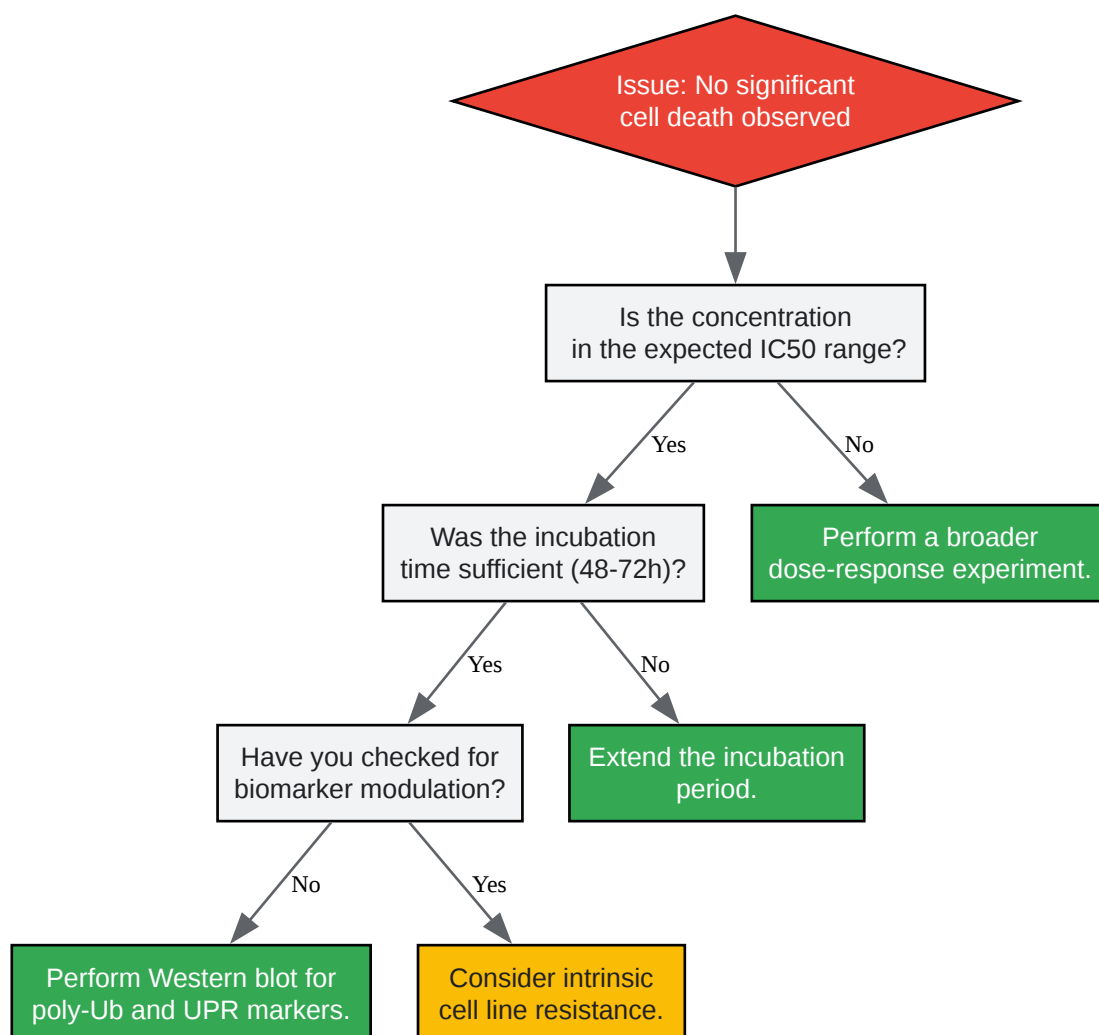 Issue: No significant
cell death observed
Is the concentration
in the expected IC50 range?
Yes
No
Was the incubation
time sufficient (48-72h)?
Perform a broader
dose-response experiment.
Yes
No
Have you checked for
biomarker modulation?
Extend the incubation
period.
No
Yes
Perform Western blot for
poly-Ub and UPR markers.
Consider intrinsic
cell line resistance.